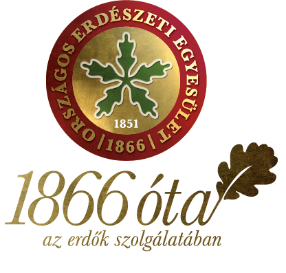 ORSZÁGOS ERDÉSZETI EGYESÜLET
1851
|1866|
1866 óta
az erdők szolgálatában